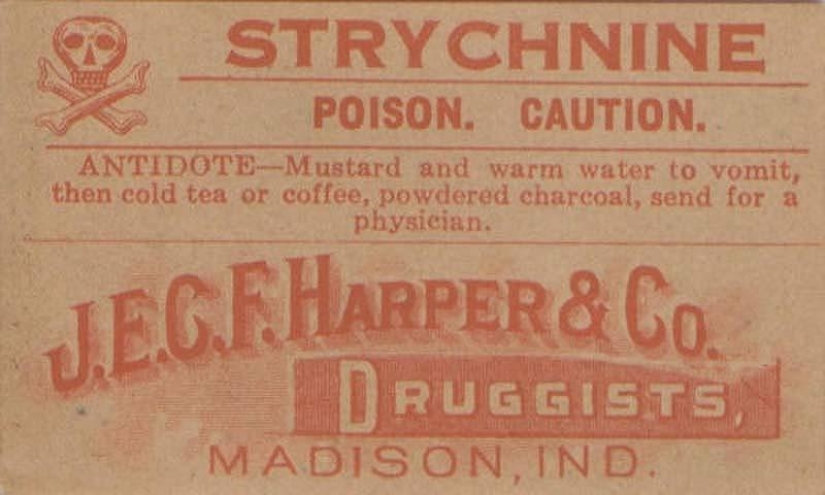 STRYCHNINE
POISON. CAUTION.
ANTIDOTE—Mustard and warm water to vomit,
then cold tea or coffee, powdered charcoal, send for a
physician.
J.E.C.F. HARPER & CO.
DRUGGISTS,
MADISON, IND.